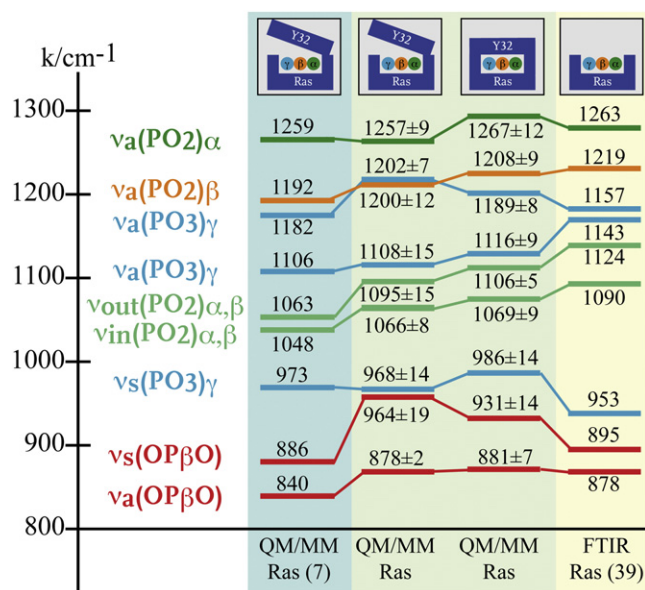 k/cm-1
1300
1200
1100
1000
900
800
Y32
γ β α
Ras
Y32
γ β α
Ras
Y32
γ β α
Ras
γ β α
Ras
νa(PO2)α
1259
1257±9
1267±12
1263
νa(PO2)β
1192
1200±12
1208±9
1219
νa(PO3)γ
1182
1202±7
1189±8
1157
νa(PO3)γ
1106
1108±15
1116±9
1143
νout(PO2)α,β
1063
1095±15
1106±5
1124
νin(PO2)α,β
1048
1066±8
1069±9
1090
νs(PO3)γ
973
968±14
986±14
953
νs(OPβO)
886
964±19
931±14
895
νa(OPβO)
840
878±2
881±7
878
QM/MM
Ras (7)
QM/MM
Ras
QM/MM
Ras
FTIR
Ras (39)